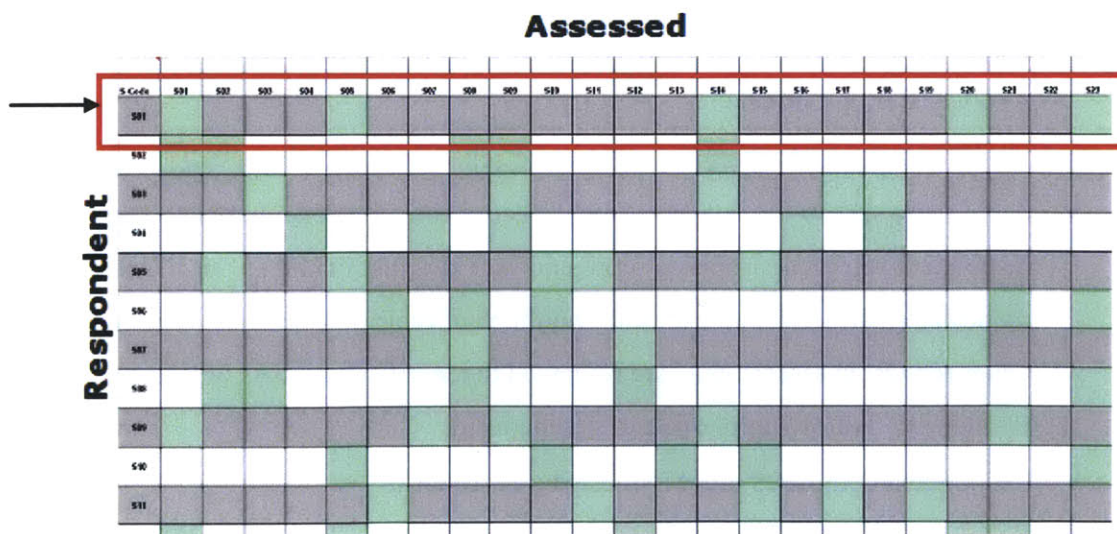 Assessed
S-Code S01 S02 S03 S04 S05 S06 S07 S08 S09 S10 S11 S12 S13 S14 S15 S16 S17 S18 S19 S20 S21 S22 S23
S01
S02
S03
S04
S05
S06
S07
S08
S09
S10
S11
Respondent